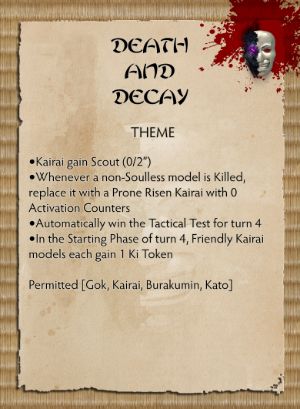 DEATH
AND
DECAY
THEME
•Kairai gain Scout (0/2")
•Whenever a non-Soulless model is Killed,
replace it with a Prone Risen Kairai with 0
Activation Counters
•Automatically win the Tactical Test for turn 4
•In the Starting Phase of turn 4, Friendly Kairai
models each gain 1 Ki Token
Permitted [Gok, Kairai, Burakumin, Kato]